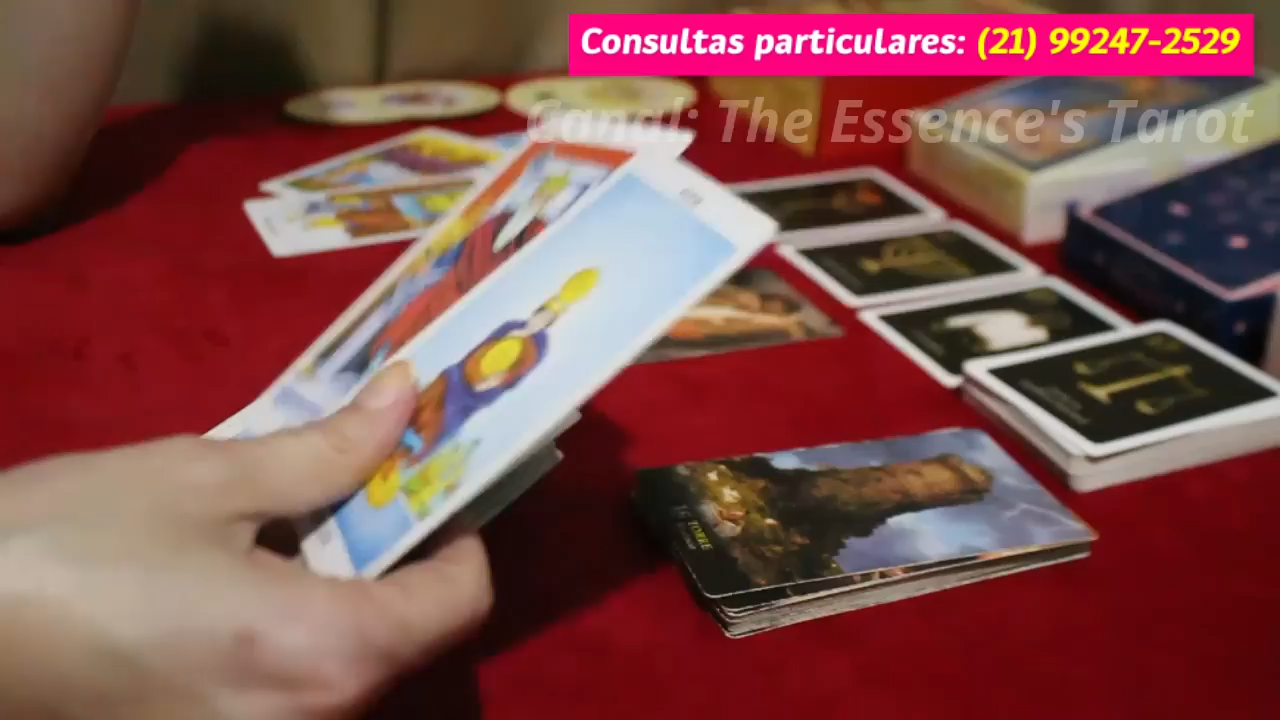 Consultas particulares: (21) 99247-2529
Canal: The Essence's Tarot
TORRE